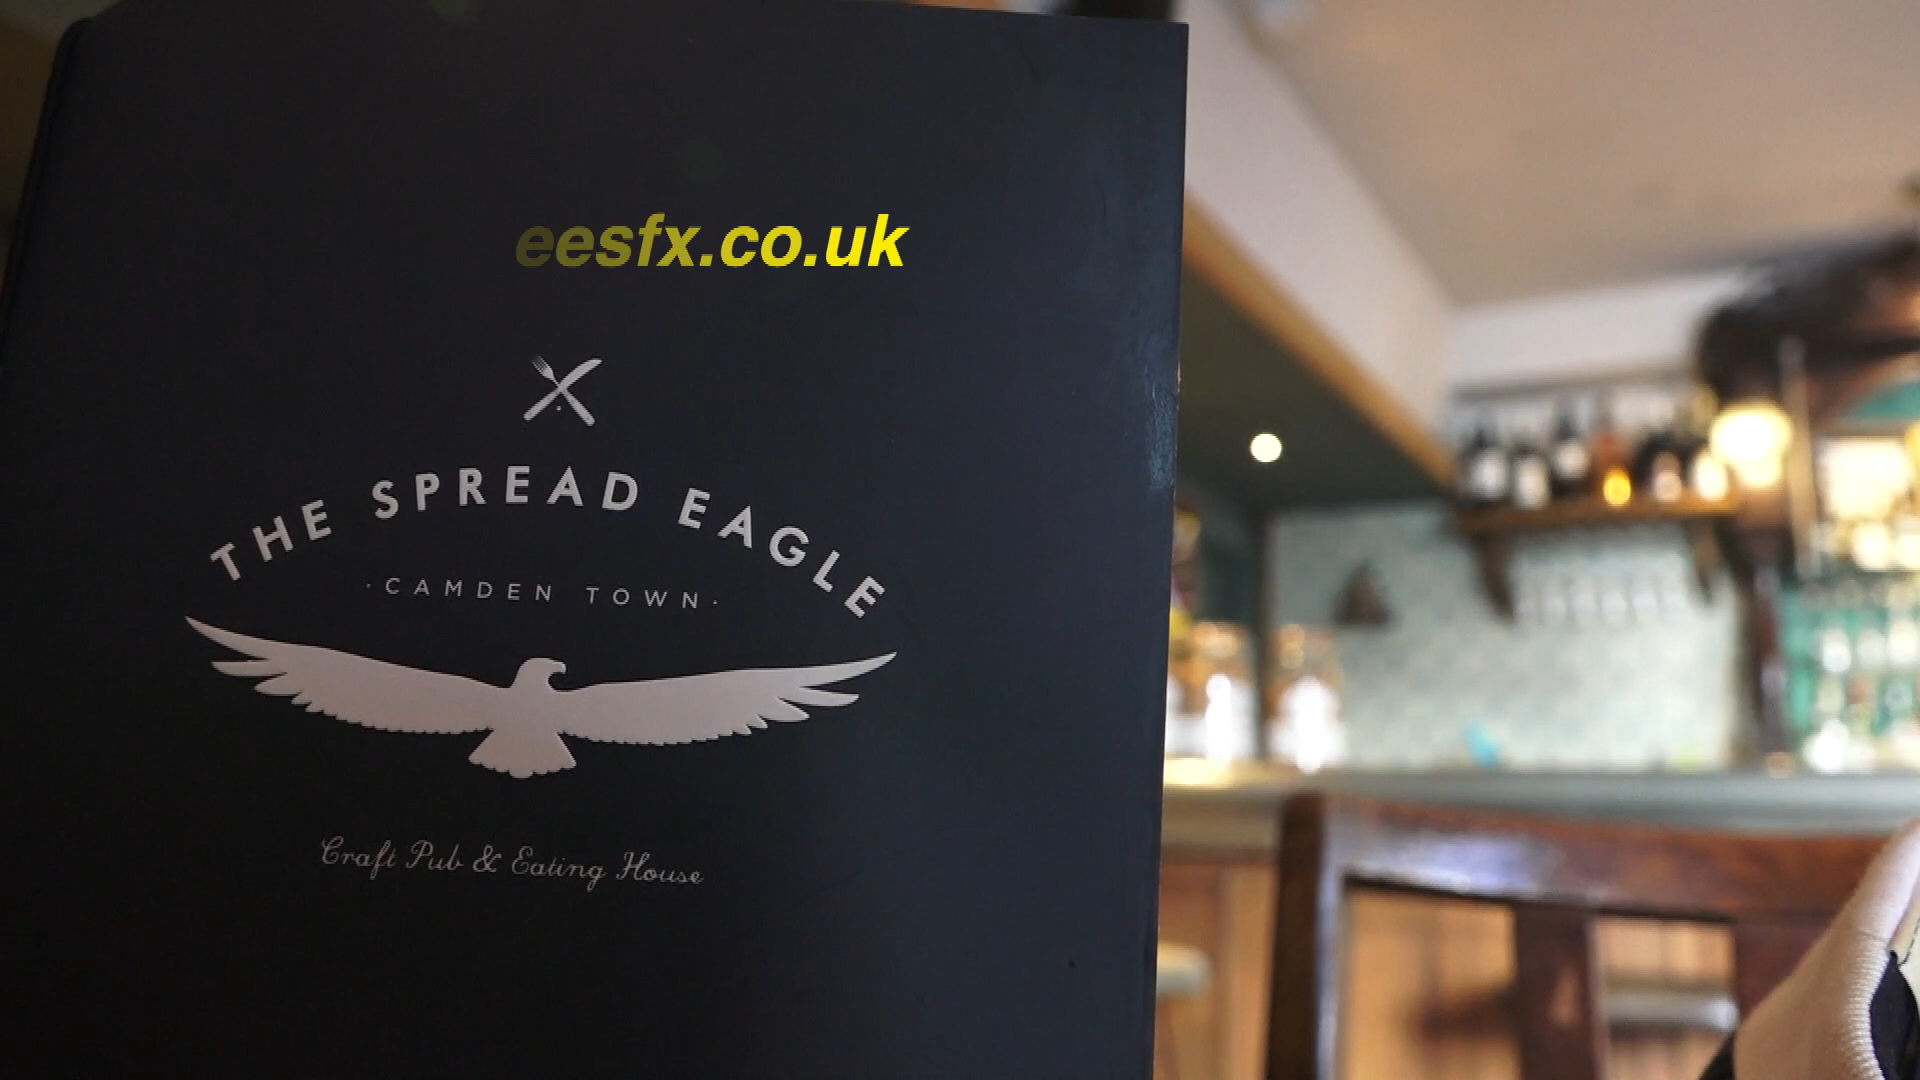 eesfx.co.uk
THE SPREAD EAGLE
·CAMDEN TOWN·
Craft Pub & Eating House